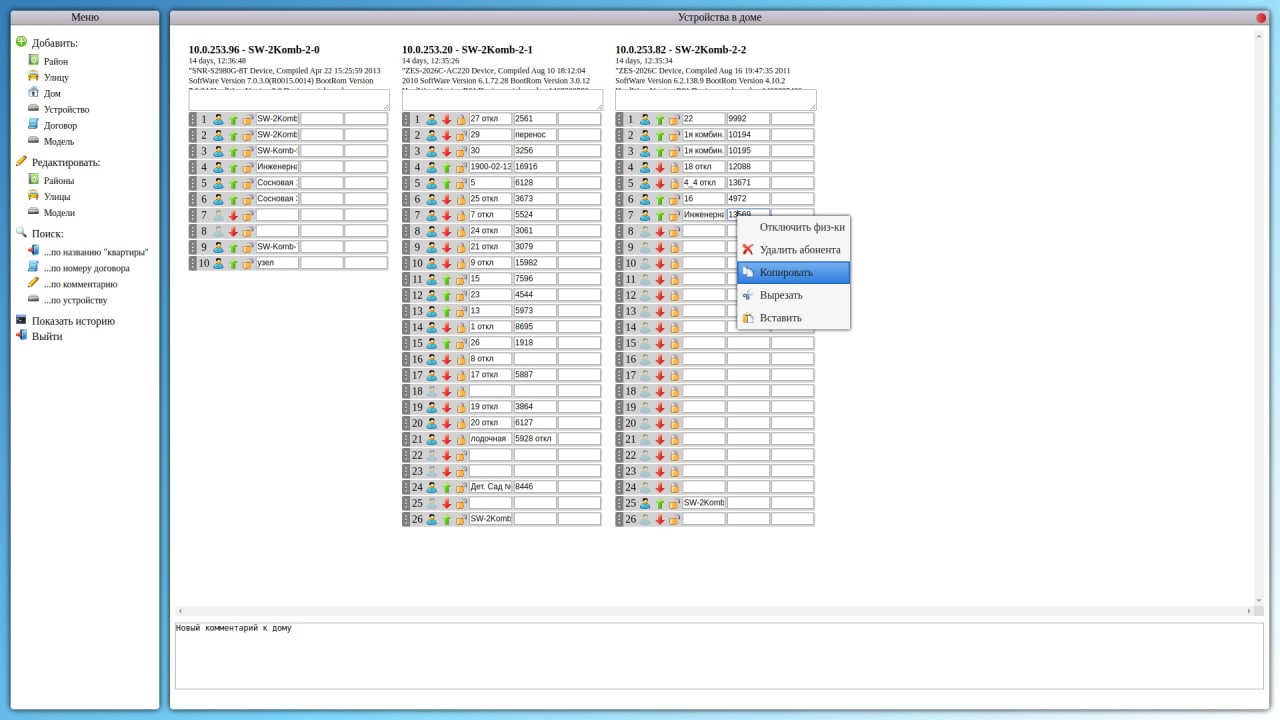 Меню
Добавить:
Район
Улицу
Дом
Устройство
Договор
Модель
Редактировать:
Районы
Улицы
Модели
Поиск:
...по названию "квартиры"
...по номеру договора
...по комментарию
...по устройству
Показать историю
Выйти
Устройства в доме
10.0.253.96 - SW-2Komb-2-0
14 days, 12:36:48
"SNR-S2980G-8T Device, Compiled Apr 22 15:25:59 2013
SoftWare Version 7.0.3.0(R0015.0014) BootRom Version
1 SW-2Komb
2 SW-2Komb
3 SW-Komb-
4 Инженерна
5 Сосновая
6 Сосновая
7
8
9 SW-Komb-
10 узел
10.0.253.20 - SW-2Komb-2-1
14 days, 12:35:26
"ZES-2026C-AC220 Device, Compiled Aug 10 18:12:04
2010 SoftWare Version 6.1.72.28 BootRom Version 3.0.12
1 27 откл 2561
2 29 перенос
3 30 3256
4 1900-02-13 16916
5 5 6128
6 25 откл 3673
7 7 откл 5524
8 24 откл 3061
9 21 откл 3079
10 9 откл 15982
11 15 7596
12 23 4544
13 13 5973
14 1 откл 8695
15 26 1918
16 8 откл
17 17 откл 5887
18
19 19 откл 3864
20 20 откл 6127
21 лодочная 5928 откл
22
23
24 Дет. Сад № 8446
25
26 SW-2Komb
10.0.253.82 - SW-2Komb-2-2
14 days, 12:35:34
"ZES-2026C Device, Compiled Aug 16 19:47:35 2011
SoftWare Version 6.2.138.9 BootRom Version 4.10.2
1 22 9992
2 1я комбин. 10194
3 1я комбин. 10195
4 18 откл 12088
5 4_4 откл 13671
6 16 4972
7 Инженерна 13569
8
9
10
11
12
13
14
15
16
17
18
19
20
21
22
23
24
25 SW-2Komb
26
Отключить физ-ки
Удалить абонента
Копировать
Вырезать
Вставить
Новый комментарий к дому